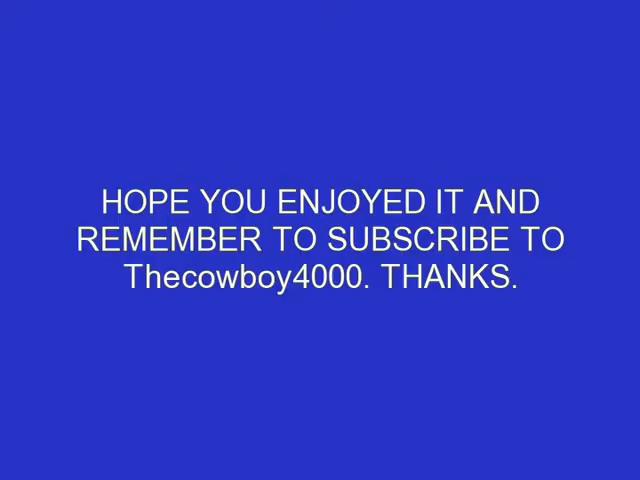 HOPE YOU ENJOYED IT AND
REMEMBER TO SUBSCRIBE TO
Thecowboy4000. THANKS.